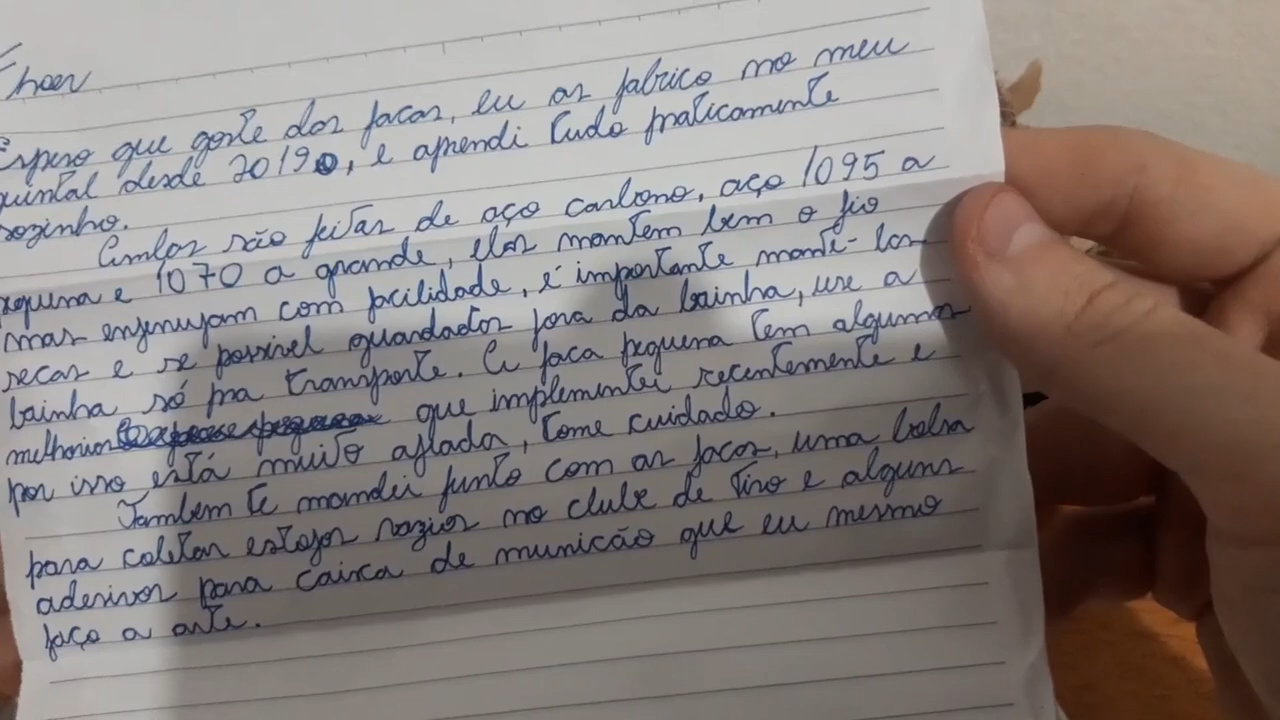 Espero que goste das facas, eu as fabrico no meu
quintal desde 2019, e aprendi tudo praticamente
sozinho.
Ambas são feitas de aço carbono, aço 1095 a
pequena e 1070 a grande, elas mantem bem o fio
mas enferrujam com facilidade, é importante mantê-las
secas e se possivel guardadas fora da bainha, use a
bainha só pra transporte. A faca pequena tem algumas
melhorias que implementei recentemente e
por isso está muito afiada, tome cuidado.
Tambem te mandei junto com as facas, uma bolsa
para coletar estojos vazios no clube de tiro e alguns
adesivos para caixa de munição que eu mesmo
faço a arte.